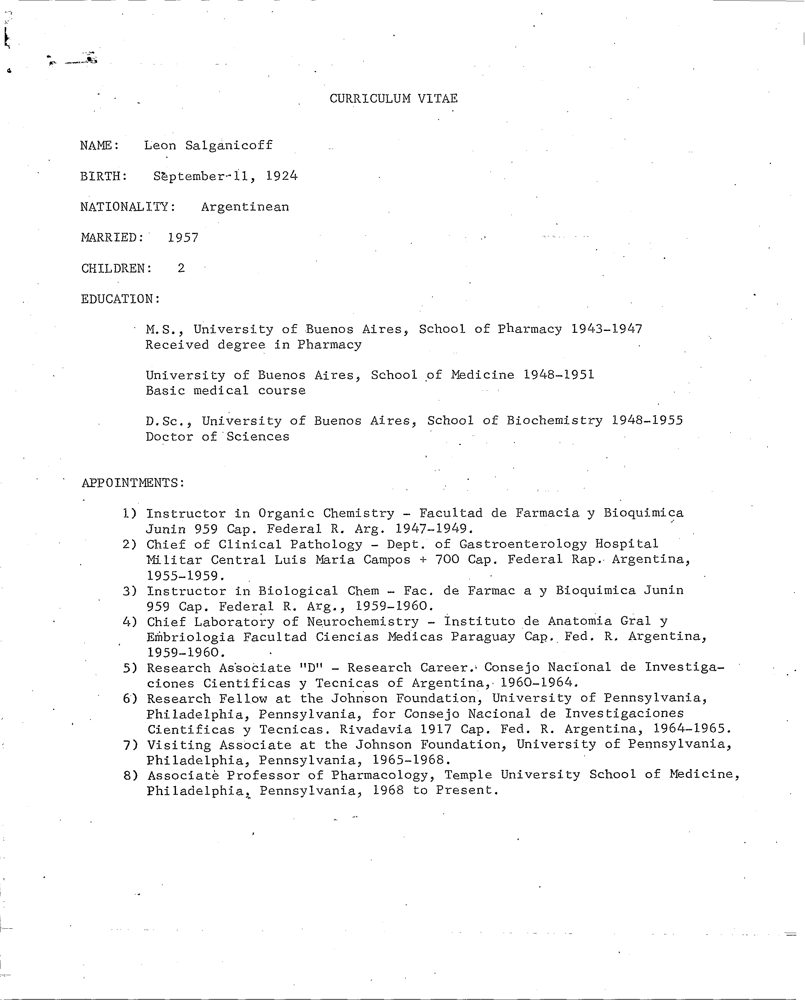 CURRICULUM VITAE
NAME: Leon Salganicoff
BIRTH: September 11, 1924
NATIONALITY: Argentinean
MARRIED: 1957
CHILDREN: 2
EDUCATION:
M.S., University of Buenos Aires, School of Pharmacy 1943-1947
Received degree in Pharmacy
University of Buenos Aires, School of Medicine 1948-1951
Basic medical course
D.Sc., University of Buenos Aires, School of Biochemistry 1948-1955
Doctor of Sciences
APPOINTMENTS:
1) Instructor in Organic Chemistry - Facultad de Farmacia y Bioquimica
Junin 959 Cap. Federal R. Arg. 1947-1949.
2) Chief of Clinical Pathology - Dept. of Gastroenterology Hospital
Militar Central Luis Maria Campos + 700 Cap. Federal Rap. Argentina,
1955-1959.
3) Instructor in Biological Chem - Fac. de Farmac a y Bioquimica Junin
959 Cap. Federal R. Arg., 1959-1960.
4) Chief Laboratory of Neurochemistry - Instituto de Anatomia Gral y
Embriologia Facultad Ciencias Medicas Paraguay Cap. Fed. R. Argentina,
1959-1960.
5) Research Associate "D" - Research Career. Consejo Nacional de Investiga-
ciones Cientificas y Tecnicas of Argentina, 1960-1964.
6) Research Fellow at the Johnson Foundation, University of Pennsylvania,
Philadelphia, Pennsylvania, for Consejo Nacional de Investigaciones
Cientificas y Tecnicas. Rivadavia 1917 Cap. Fed. R. Argentina, 1964-1965.
7) Visiting Associate at the Johnson Foundation, University of Pennsylvania,
Philadelphia, Pennsylvania, 1965-1968.
8) Associate Professor of Pharmacology, Temple University School of Medicine,
Philadelphia, Pennsylvania, 1968 to Present.